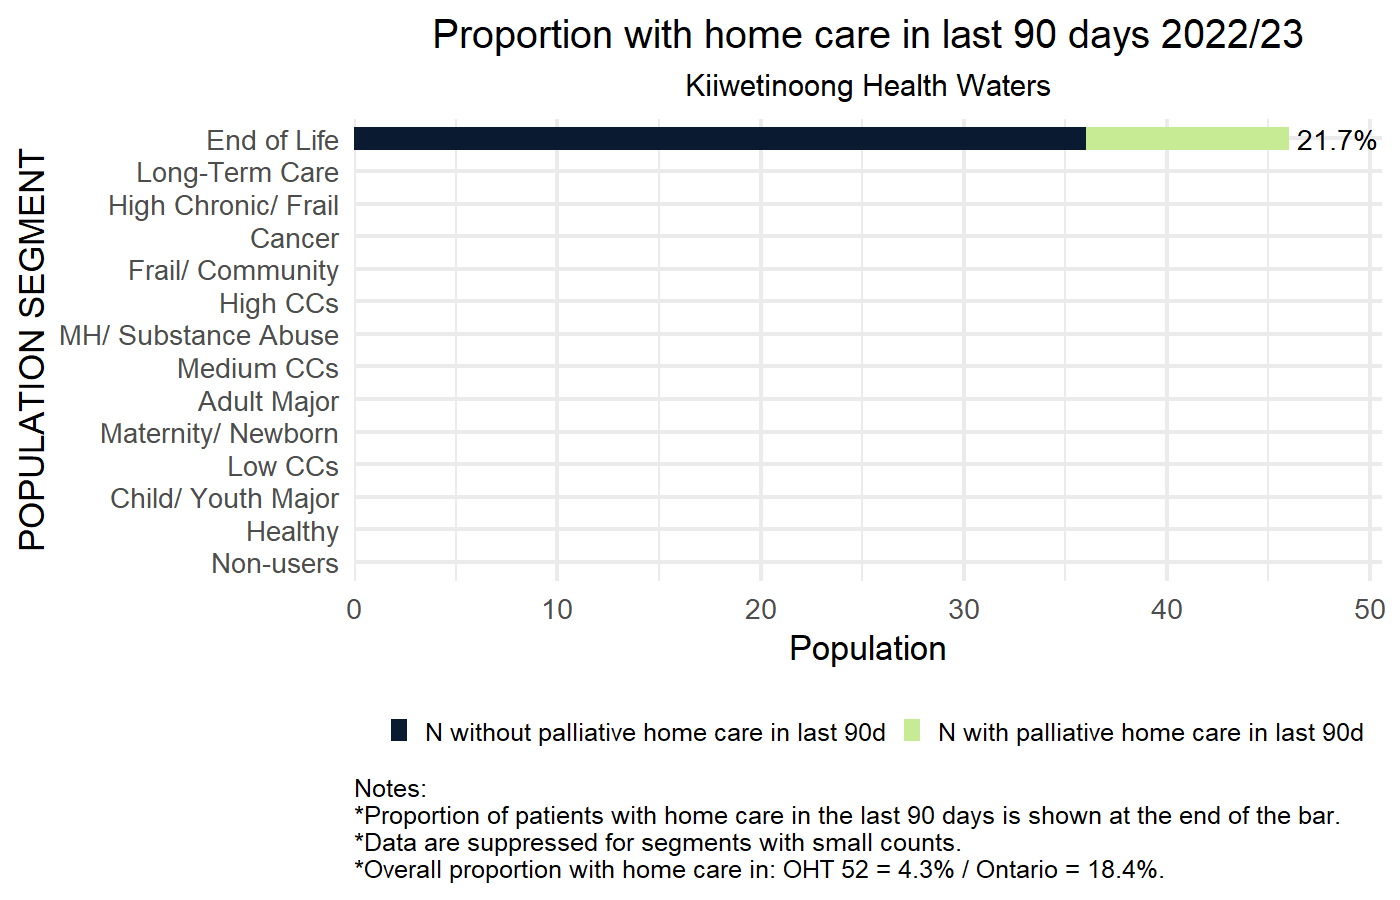 Proportion with home care in last 90 days 2022/23
Kiiwetinoong Health Waters
POPULATION SEGMENT
End of Life
21.7%
Long-Term Care
High Chronic/ Frail
Cancer
Frail/ Community
High CCs
MH/ Substance Abuse
Medium CCs
Adult Major
Maternity/ Newborn
Low CCs
Child/ Youth Major
Healthy
Non-users
0 10 20 30 40 50
Population
N without palliative home care in last 90d N with palliative home care in last 90d
Notes:
*Proportion of patients with home care in the last 90 days is shown at the end of the bar.
*Data are suppressed for segments with small counts.
*Overall proportion with home care in: OHT 52 = 4.3% / Ontario = 18.4%.